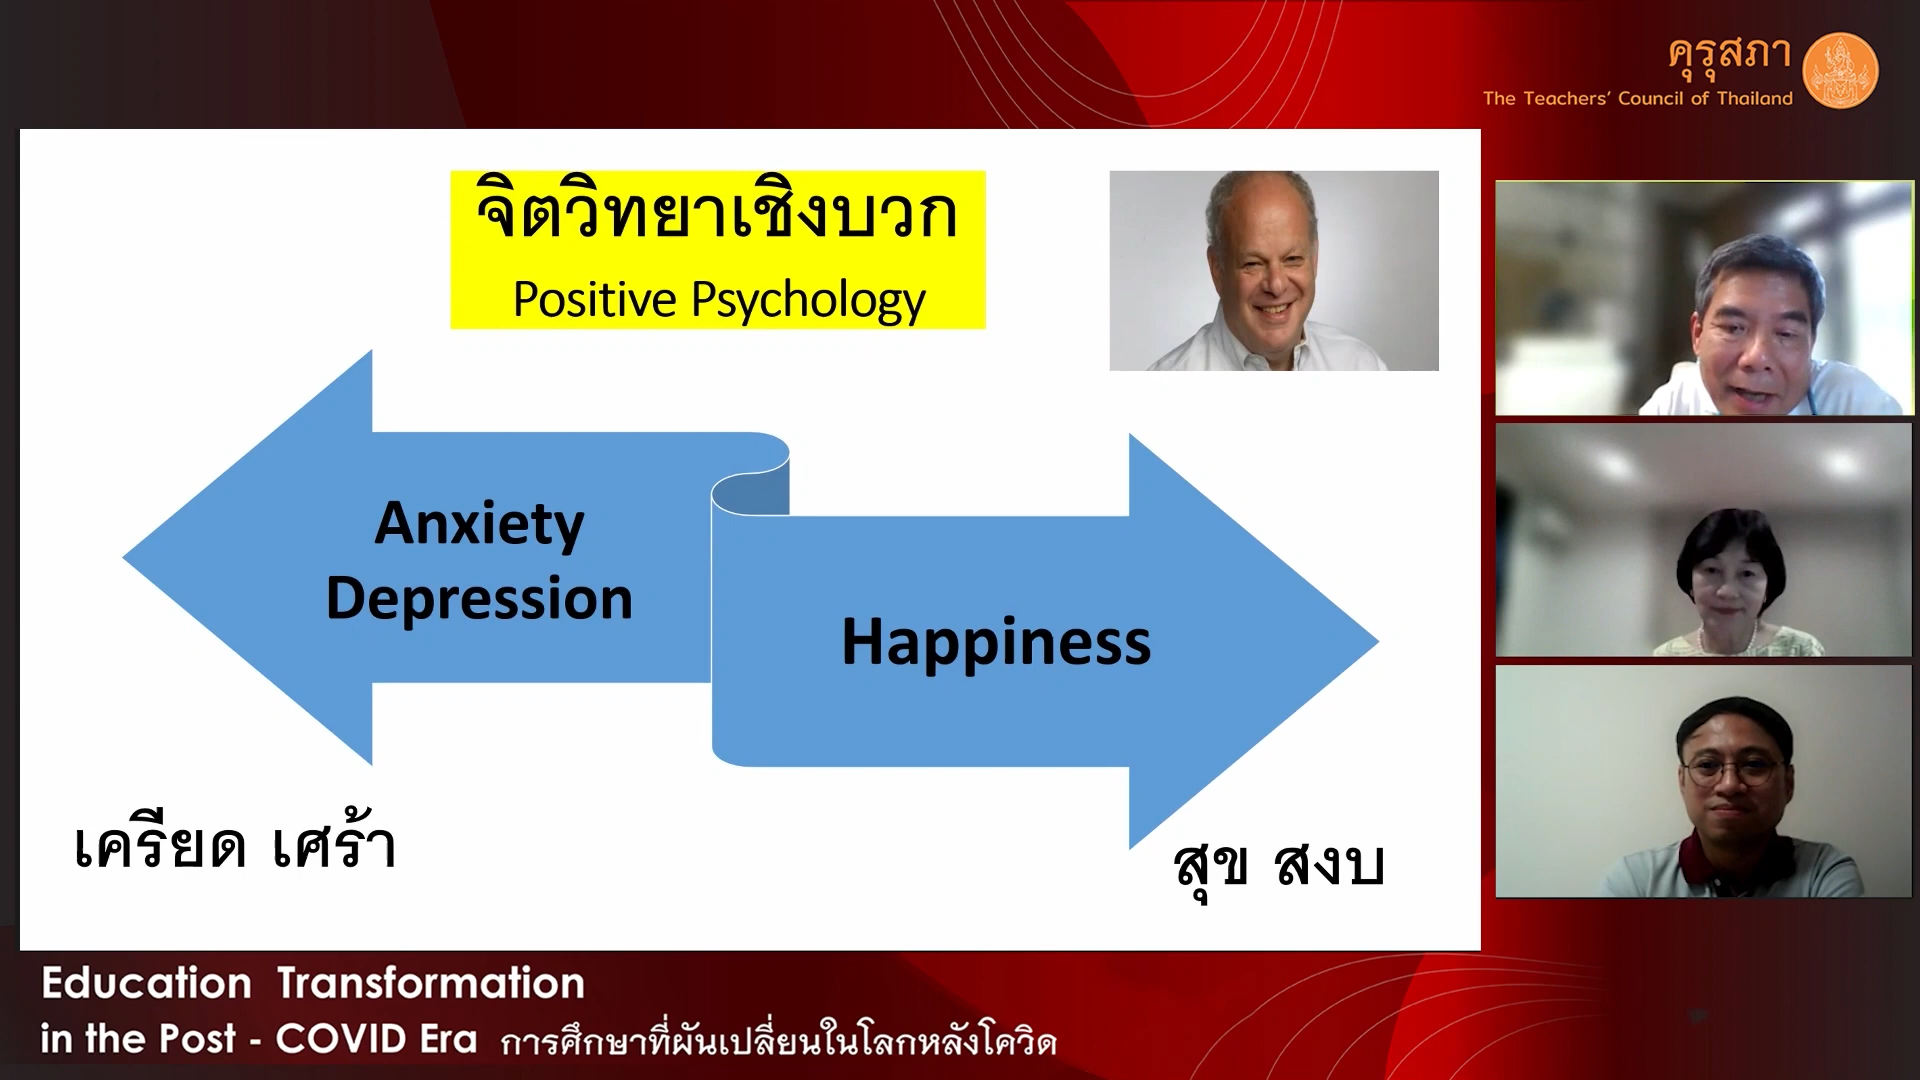 คุรุสภา
The Teachers' Council of Thailand
จิตวิทยาเชิงบวก
Positive Psychology
Anxiety
Depression
Happiness
เครียด เศร้า
สุข สงบ
Education Transformation
in the Post - COVID Era การศึกษาที่ผันเปลี่ยนในโลกหลังโควิด